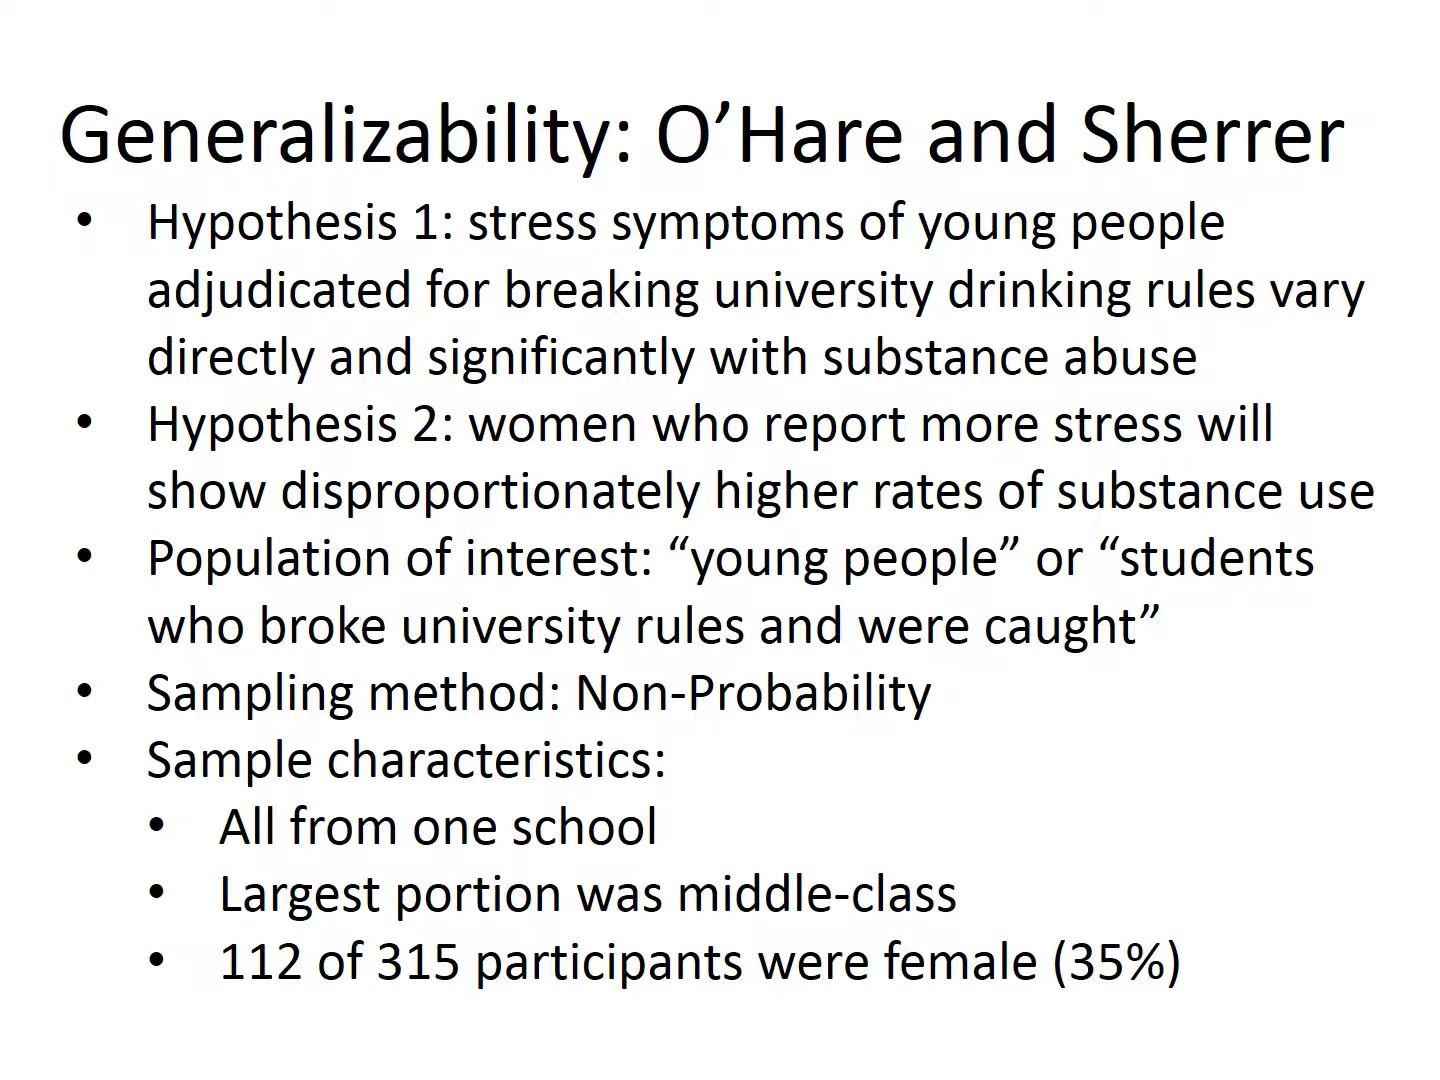 Generalizability: O’Hare and Sherrer
• Hypothesis 1: stress symptoms of young people
adjudicated for breaking university drinking rules vary
directly and significantly with substance abuse
• Hypothesis 2: women who report more stress will
show disproportionately higher rates of substance use
• Population of interest: “young people” or “students
who broke university rules and were caught”
• Sampling method: Non-Probability
• Sample characteristics:
• All from one school
• Largest portion was middle-class
• 112 of 315 participants were female (35%)